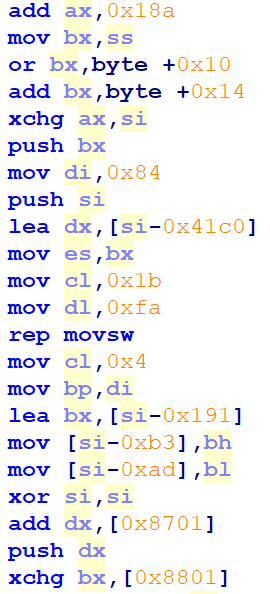 add ax,0x18a
mov bx,ss
or bx,byte +0x10
add bx,byte +0x14
xchg ax,si
push bx
mov di,0x84
push si
lea dx,[si-0x41c0]
mov es,bx
mov cl,0x1b
mov dl,0xfa
rep movsw
mov cl,0x4
mov bp,di
lea bx,[si-0x191]
mov [si-0xb3],bh
mov [si-0xad],bl
xor si,si
add dx,[0x8701]
push dx
xchg bx,[0x8801]